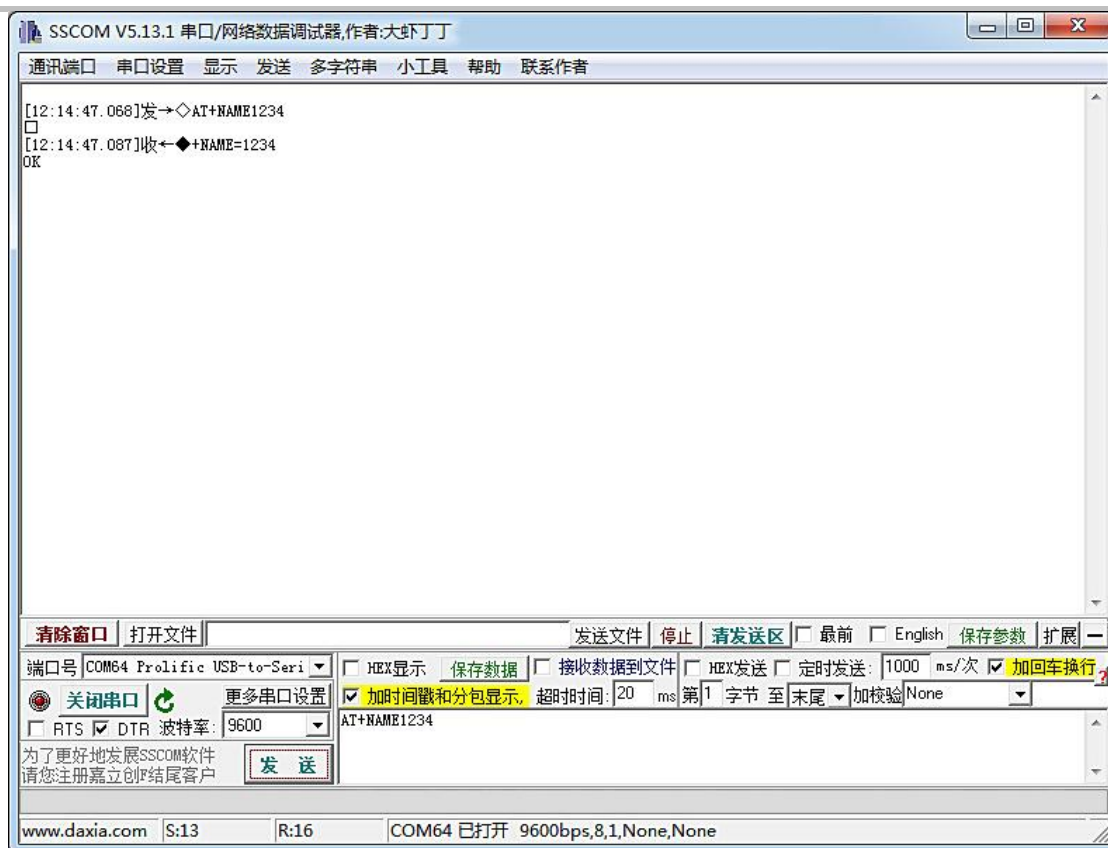 SSCOM V5.13.1 串口/网络数据调试器,作者:大虾丁丁
通讯端口 串口设置 显示 发送 多字符串 小工具 帮助 联系作者
[12:14:47.068]发→◇AT+NAME1234
□
[12:14:47.087]收←◆+NAME=1234
OK
清除窗口 打开文件 发送文件 停止 清发送区 最前 English 保存参数 扩展 —
端口号 COM64 Prolific USB-to-Seri HEX显示 保存数据 接收数据到文件 HEX发送 定时发送: 1000 ms/次 加回车换行 ?
关闭串口 更多串口设置 加时间戳和分包显示, 超时时间: 20 ms 第 1 字节 至 末尾 加校验 None
RTS DTR 波特率: 9600
AT+NAME1234
为了更好地发展SSCOM软件
请您注册嘉立创F结尾客户
发 送
www.daxia.com S:13 R:16 COM64 已打开 9600bps,8,1,None,None